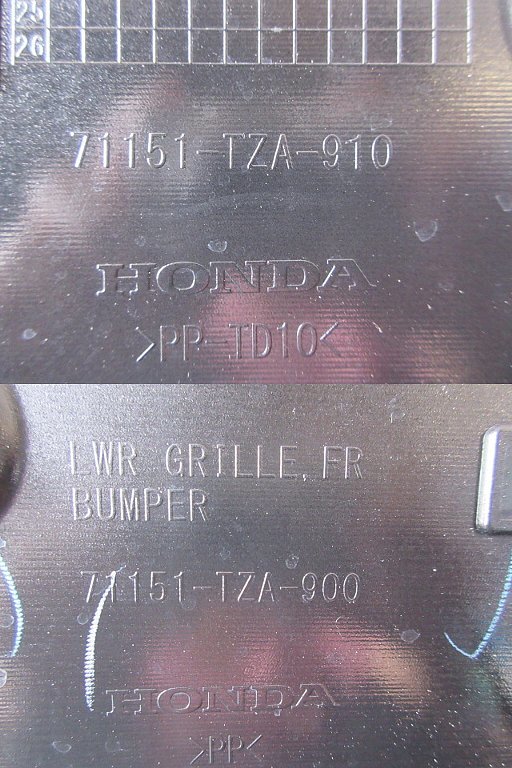 25
26
71151-TZA-910
HONDA
>PP-TD10<
LWR GRILLE,FR
BUMPER
71151-TZA-900
HONDA
>PP<